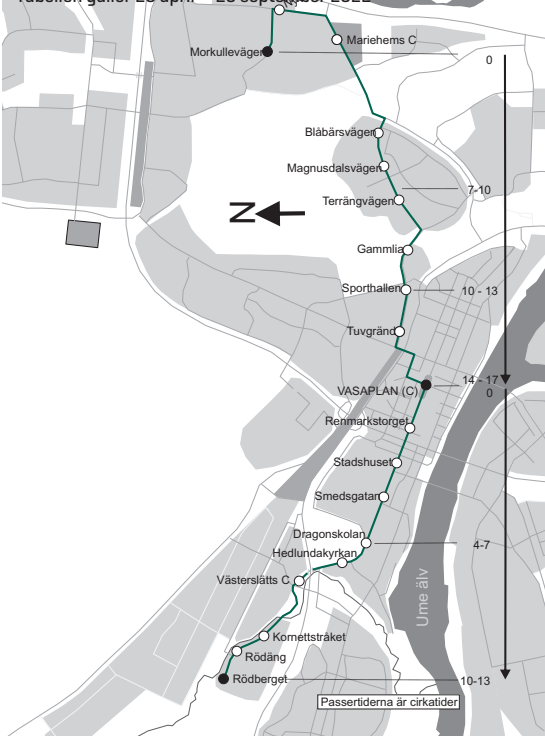 Mariehems C
Morkullevägen
0
Blåbärsvägen
Magnusdalsvägen
7-10
Terrängvägen
N
Gammlia
Sporthallen
10 - 13
Tuvgränd
14 - 17
VASAPLAN (C)
0
Renmarkstorget
Stadshuset
Smedsgatan
Dragonskolan
4-7
Hedlundakyrkan
Västerslätts C
Ume älv
Komettstråket
Rödäng
Rödberget
10-13
Passertiderna är cirkatider